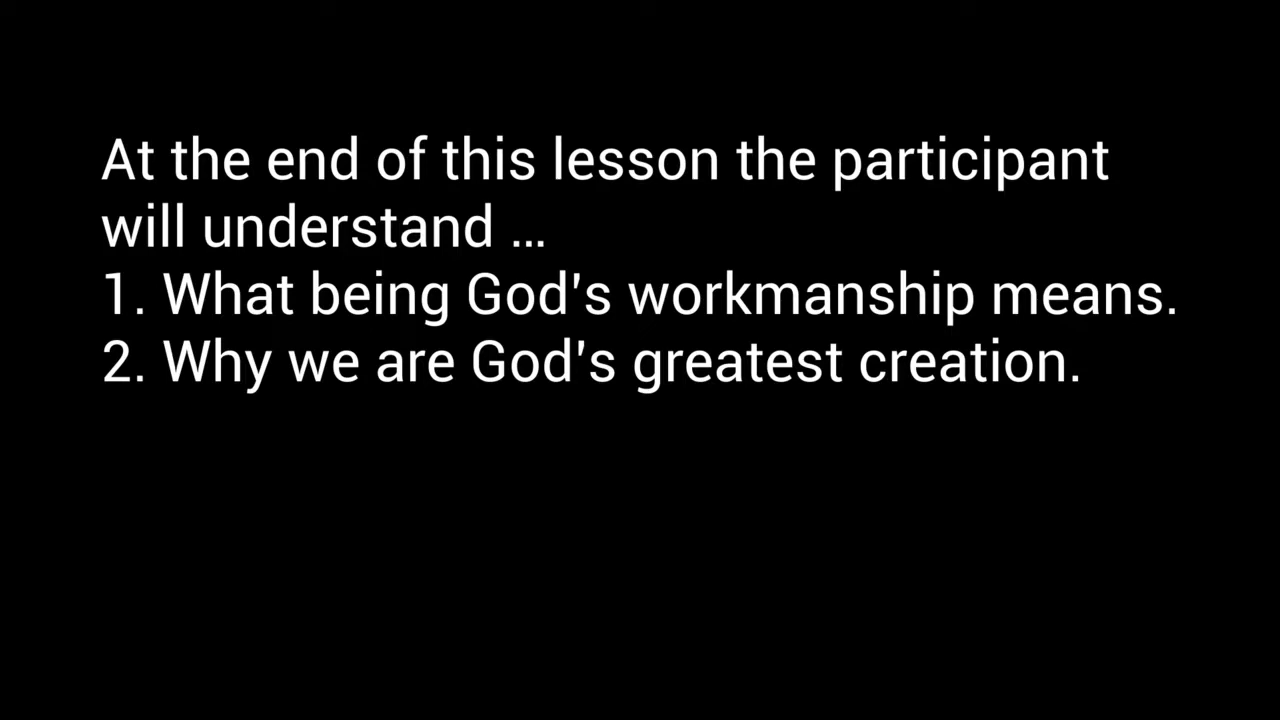 At the end of this lesson the participant
will understand ...
1. What being God's workmanship means.
2. Why we are God's greatest creation.